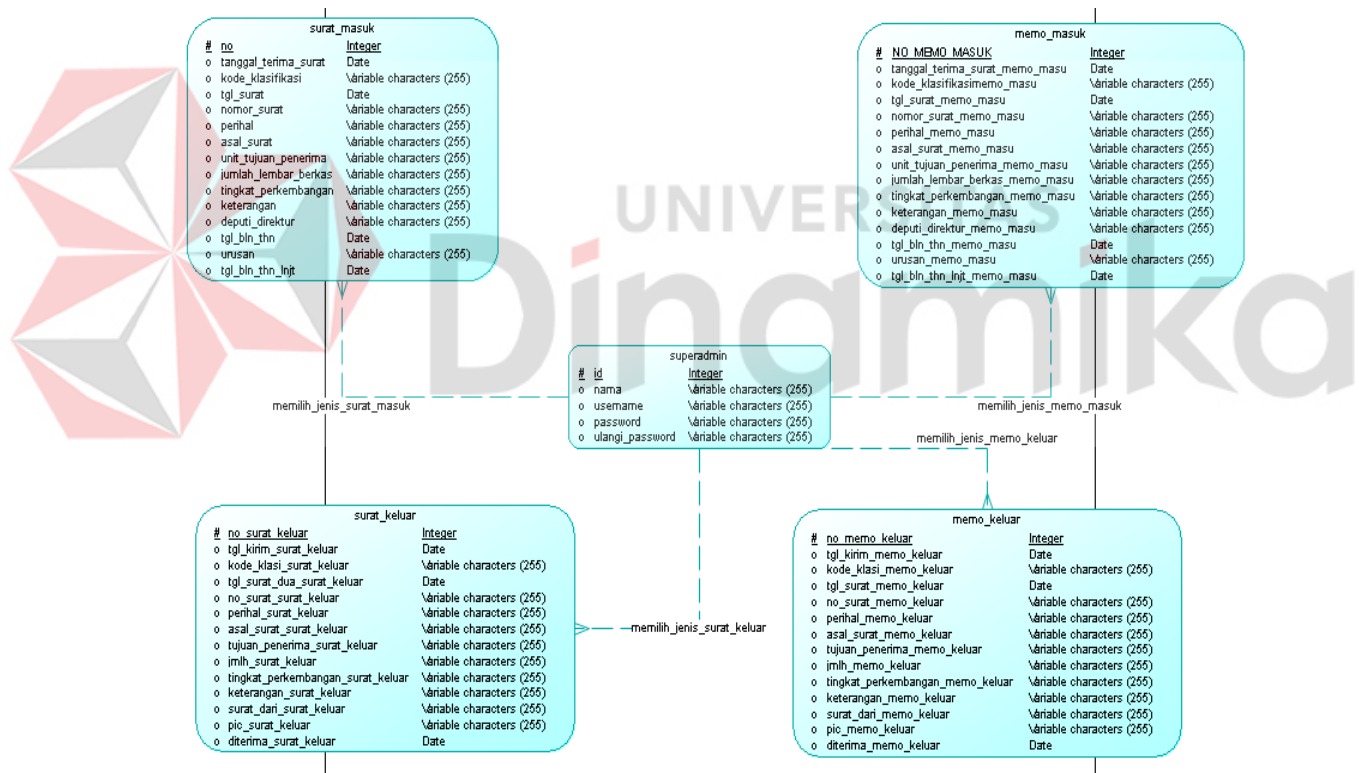 surat_masuk
# no Integer
o tanggal_terima_surat Date
o kode_klasifikasi Variable characters (255)
o tgl_surat Date
o nomor_surat Variable characters (255)
o perihal Variable characters (255)
o asal_surat Variable characters (255)
o unit_tujuan_penerima Variable characters (255)
o jumlah_lembar_berkas Variable characters (255)
o tingkat_perkembangan Variable characters (255)
o keterangan Variable characters (255)
o deputi_direktur Variable characters (255)
o tgl_bln_thn Date
o urusan Variable characters (255)
o tgl_bln_thn_lnjt Date
memo_masuk
# NO_MEMO_MASUK Integer
o tanggal_terima_surat_memo_masu Date
o kode_klasifikasimemo_masu Variable characters (255)
o tgl_surat_memo_masu Date
o nomor_surat_memo_masu Variable characters (255)
o perihal_memo_masu Variable characters (255)
o asal_surat_memo_masu Variable characters (255)
o unit_tujuan_penerima_memo_masu Variable characters (255)
o jumlah_lembar_berkas_memo_masu Variable characters (255)
o tingkat_perkembangan_memo_masu Variable characters (255)
o keterangan_memo_masu Variable characters (255)
o deputi_direktur_memo_masu Variable characters (255)
o tgl_bln_thn_memo_masu Date
o urusan_memo_masu Variable characters (255)
o tgl_bln_thn_lnjt_memo_masu Date
UNIVERSITAS
Dinamika
superadmin
# id Integer
o nama Variable characters (255)
o username Variable characters (255)
o password Variable characters (255)
o ulangi_password Variable characters (255)
memilih_jenis_surat_masuk
memilih_jenis_memo_masuk
memilih_jenis_memo_keluar
surat_keluar
# no_surat_keluar Integer
o tgl_kirim_surat_keluar Date
o kode_klasi_surat_keluar Variable characters (255)
o tgl_surat_dua_surat_keluar Date
o no_surat_surat_keluar Variable characters (255)
o perihal_surat_keluar Variable characters (255)
o asal_surat_surat_keluar Variable characters (255)
o tujuan_penerima_surat_keluar Variable characters (255)
o jmlh_surat_keluar Variable characters (255)
o tingkat_perkembangan_surat_keluar Variable characters (255)
o keterangan_surat_keluar Variable characters (255)
o surat_dari_surat_keluar Variable characters (255)
o pic_surat_keluar Variable characters (255)
o diterima_surat_keluar Date
memilih_jenis_surat_keluar
memo_keluar
# no_memo_keluar Integer
o tgl_kirim_memo_keluar Date
o kode_klasi_memo_keluar Variable characters (255)
o tgl_surat_memo_keluar Date
o no_surat_memo_keluar Variable characters (255)
o perihal_memo_keluar Variable characters (255)
o asal_surat_memo_keluar Variable characters (255)
o tujuan_penerima_memo_keluar Variable characters (255)
o jmlh_memo_keluar Variable characters (255)
o tingkat_perkembangan_memo_keluar Variable characters (255)
o keterangan_memo_keluar Variable characters (255)
o surat_dari_memo_keluar Variable characters (255)
o pic_memo_keluar Variable characters (255)
o diterima_memo_keluar Date